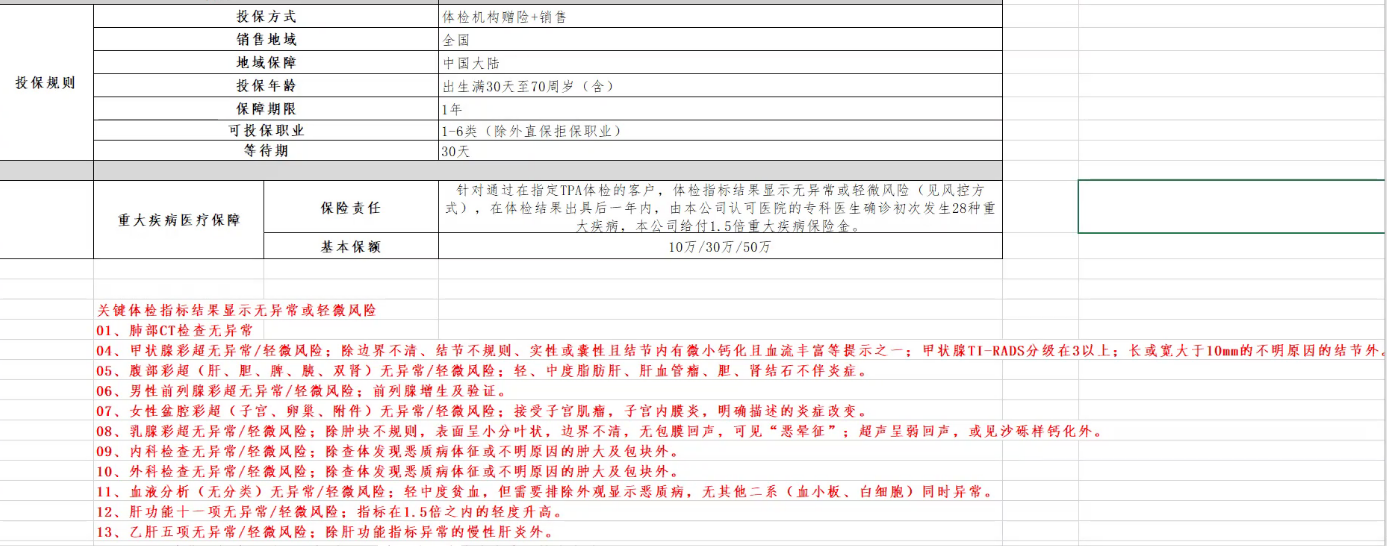 投保规则
投保方式 体检机构赠险+销售
销售地域 全国
地域保障 中国大陆
投保年龄 出生满30天至70周岁（含）
保障期限 1年
可投保职业 1-6类（除外直保拒保职业）
等待期 30天
重大疾病医疗保障
保险责任
针对通过在指定TPA体检的客户，体检指标结果显示无异常或轻微风险（见风控方
式），在体检结果出具后一年内，由本公司认可医院的专科医生确诊初次发生28种重
大疾病，本公司给付1.5倍重大疾病保险金。
基本保额 10万/30万/50万
关键体检指标结果显示无异常或轻微风险
01、肺部CT检查无异常
04、甲状腺彩超无异常/轻微风险；除边界不清、结节不规则、实性或囊性且结节内有微小钙化且血流丰富等提示之一；甲状腺TI-RADS分级在3以上；长或宽大于10mm的不明原因的结节外。
05、腹部彩超（肝、胆、脾、胰、双肾）无异常/轻微风险；轻、中度脂肪肝、肝血管瘤、胆、肾结石不伴炎症。
06、男性前列腺彩超无异常/轻微风险；前列腺增生及验证。
07、女性盆腔彩超（子宫、卵巢、附件）无异常/轻微风险；接受子宫肌瘤，子宫内膜炎，明确描述的炎症改变。
08、乳腺彩超无异常/轻微风险；除肿块不规则，表面呈小分叶状，边界不清，无包膜回声，可见“恶晕征”；超声呈弱回声，或见沙砾样钙化外。
09、内科检查无异常/轻微风险；除查体发现恶质病体征或不明原因的肿大及包块外。
10、外科检查无异常/轻微风险；除查体发现恶质病体征或不明原因的肿大及包块外。
11、血液分析（无分类）无异常/轻微风险；轻中度贫血，但需要排除外观显示恶质病，无其他二系（血小板、白细胞）同时异常。
12、肝功能十一项无异常/轻微风险；指标在1.5倍之内的轻度升高。
13、乙肝五项无异常/轻微风险；除肝功能指标异常的慢性肝炎外。